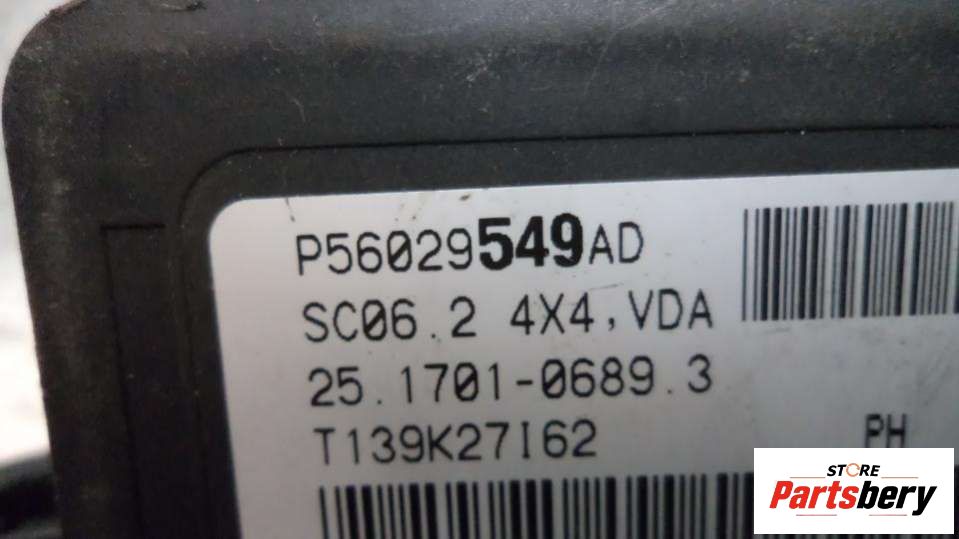 P56029549AD
SC06.2 4X4,VDA
25.1701-0689.3
T139K27I62
PH
STORE
Partsbery